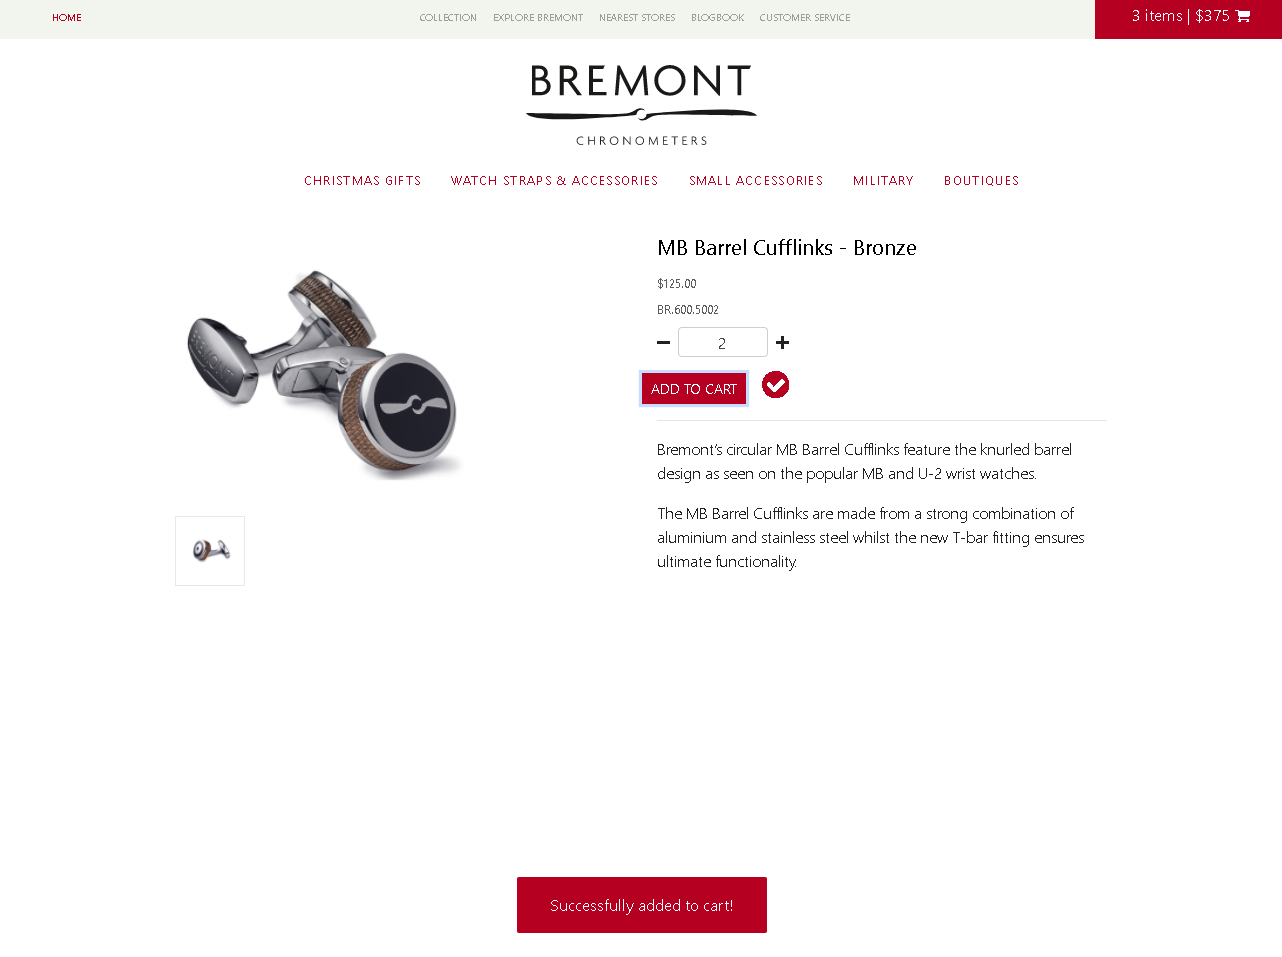 HOME
COLLECTION EXPLORE BREMONT NEAREST STORES BLOGBOOK CUSTOMER SERVICE
3 items | $375
BREMONT
CHRONOMETERS
CHRISTMAS GIFTS WATCH STRAPS & ACCESSORIES SMALL ACCESSORIES MILITARY BOUTIQUES
MB Barrel Cufflinks - Bronze
$125.00
BR.600.5002
2
ADD TO CART
Bremont's circular MB Barrel Cufflinks feature the knurled barrel
design as seen on the popular MB and U-2 wrist watches.
The MB Barrel Cufflinks are made from a strong combination of
aluminium and stainless steel whilst the new T-bar fitting ensures
ultimate functionality.
BREMONT
Successfully added to cart!